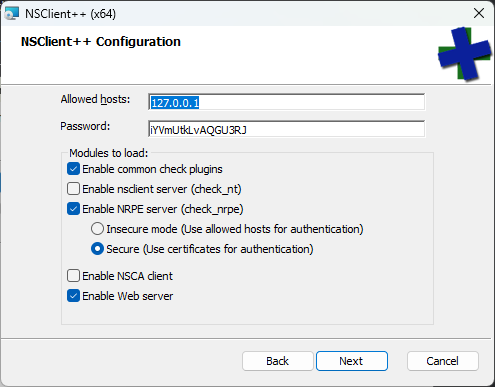 NSClient++ (x64)
NSClient++ Configuration
Allowed hosts: 127.0.0.1
Password: iYVmUtkLvAQGU3RJ
Modules to load:
Enable common check plugins
Enable nsclient server (check_nt)
Enable NRPE server (check_nrpe)
Insecure mode (Use allowed hosts for authentication)
Secure (Use certificates for authentication)
Enable NSCA client
Enable Web server
Back Next Cancel